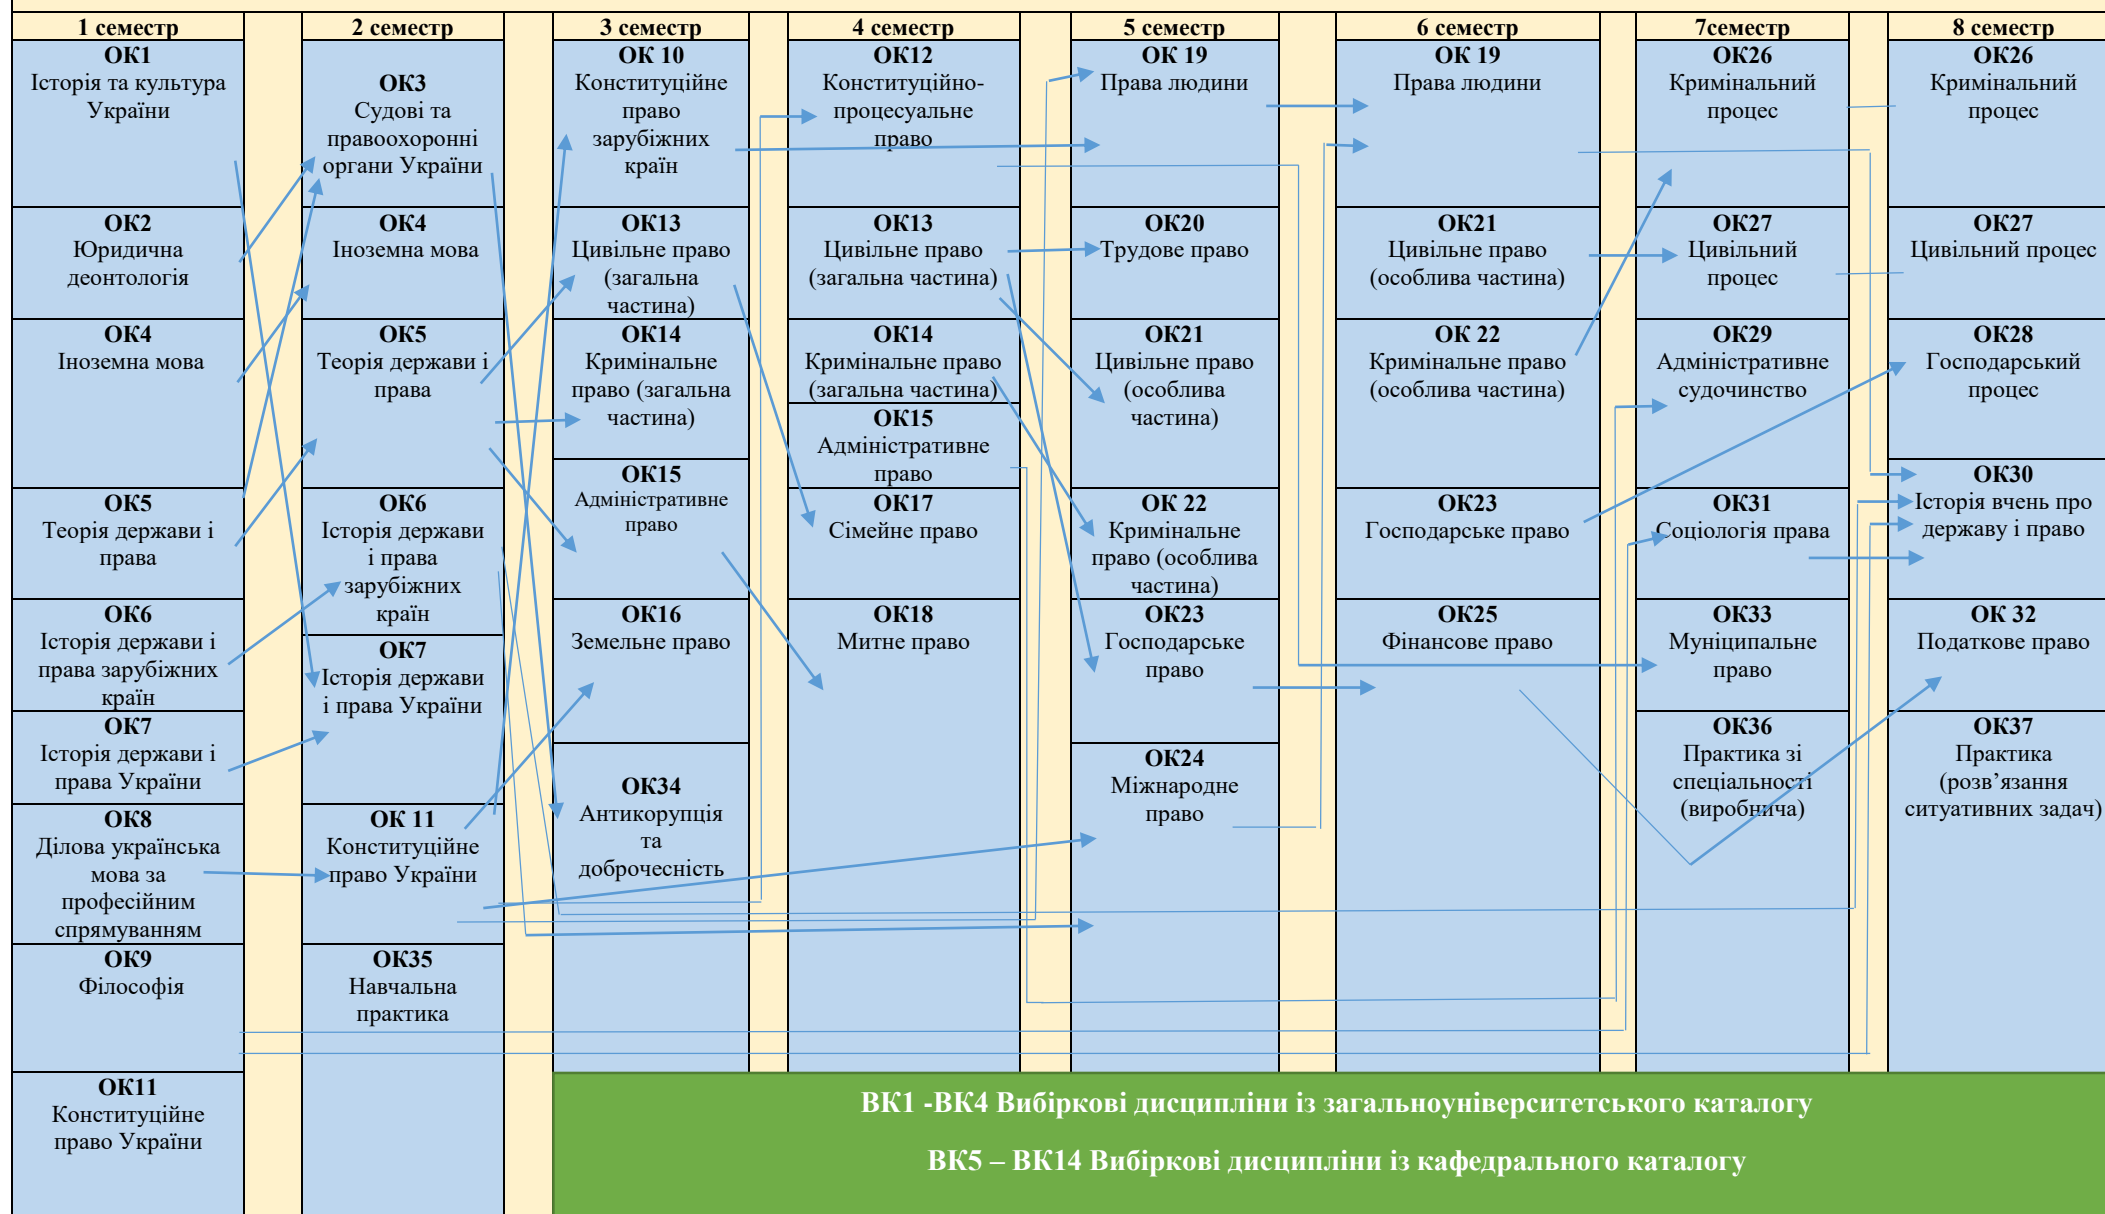 1 семестр
ОК1
Історія та культура
України
ОК2
Юридична
деонтологія
ОК4
Іноземна мова
ОК5
Теорія держави і
права
ОК6
Історія держави і
права зарубіжних
країн
ОК7
Історія держави і
права України
ОК8
Ділова українська
мова за
професійним
спрямуванням
ОК9
Філософія
ОК11
Конституційне
право України
2 семестр
ОК3
Судові та
правоохоронні
органи України
ОК4
Іноземна мова
ОК5
Теорія держави і
права
ОК6
Історія держави
і права
зарубіжних
країн
ОК7
Історія держави
і права України
ОК 11
Конституційне
право України
ОК35
Навчальна
практика
3 семестр
ОК 10
Конституційне
право
зарубіжних
країн
ОК13
Цивільне право
(загальна
частина)
ОК14
Кримінальне
право (загальна
частина)
ОК15
Адміністративне
право
ОК16
Земельне право
ОК34
Антикорупція
та
доброчесність
4 семестр
ОК12
Конституційно-
процесуальне
право
ОК13
Цивільне право
(загальна частина)
ОК14
Кримінальне право
(загальна частина)
ОК15
Адміністративне
право
ОК17
Сімейне право
ОК18
Митне право
5 семестр
ОК 19
Права людини
ОК20
Трудове право
ОК21
Цивільне право
(особлива
частина)
ОК 22
Кримінальне
право (особлива
частина)
ОК23
Господарське
право
ОК24
Міжнародне
право
6 семестр
ОК 19
Права людини
ОК21
Цивільне право
(особлива частина)
ОК 22
Кримінальне право
(особлива частина)
ОК23
Господарське право
ОК25
Фінансове право
7семестр
ОК26
Кримінальний
процес
ОК27
Цивільний
процес
ОК29
Адміністративне
судочинство
ОК31
Соціологія права
ОК33
Муніципальне
право
ОК36
Практика зі
спеціальності
(виробнича)
8 семестр
ОК26
Кримінальний
процес
ОК27
Цивільний процес
ОК28
Господарський
процес
ОК30
Історія вчень про
державу і право
ОК 32
Податкове право
ОК37
Практика
(розв’язання
ситуативних задач)
ВК1 -ВК4 Вибіркові дисципліни із загальноуніверситетського каталогу
ВК5 – ВК14 Вибіркові дисципліни із кафедрального каталогу